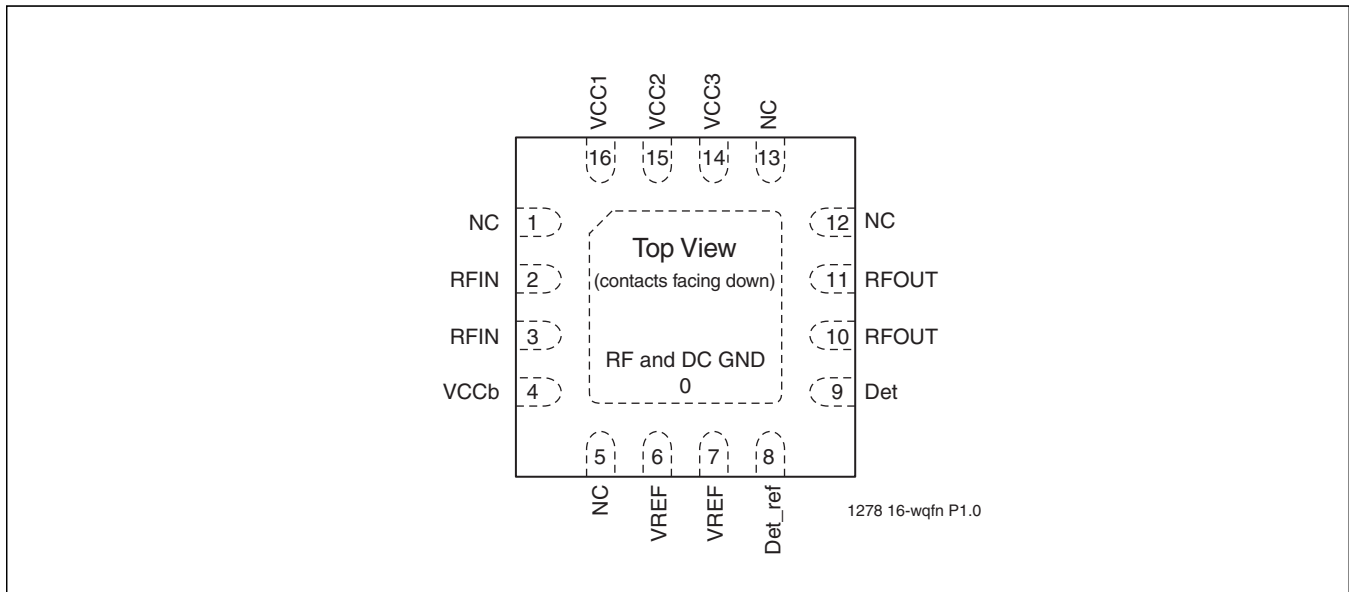 VCC1
VCC2
VCC3
NC
16
15
14
13
NC 1
12 NC
Top View
RFIN 2
(contacts facing down)
11 RFOUT
RFIN 3
10 RFOUT
RF and DC GND
0
VCCb 4
9 Det
5
6
7
8
NC
VREF
VREF
Det_ref
1278 16-wqfn P1.0